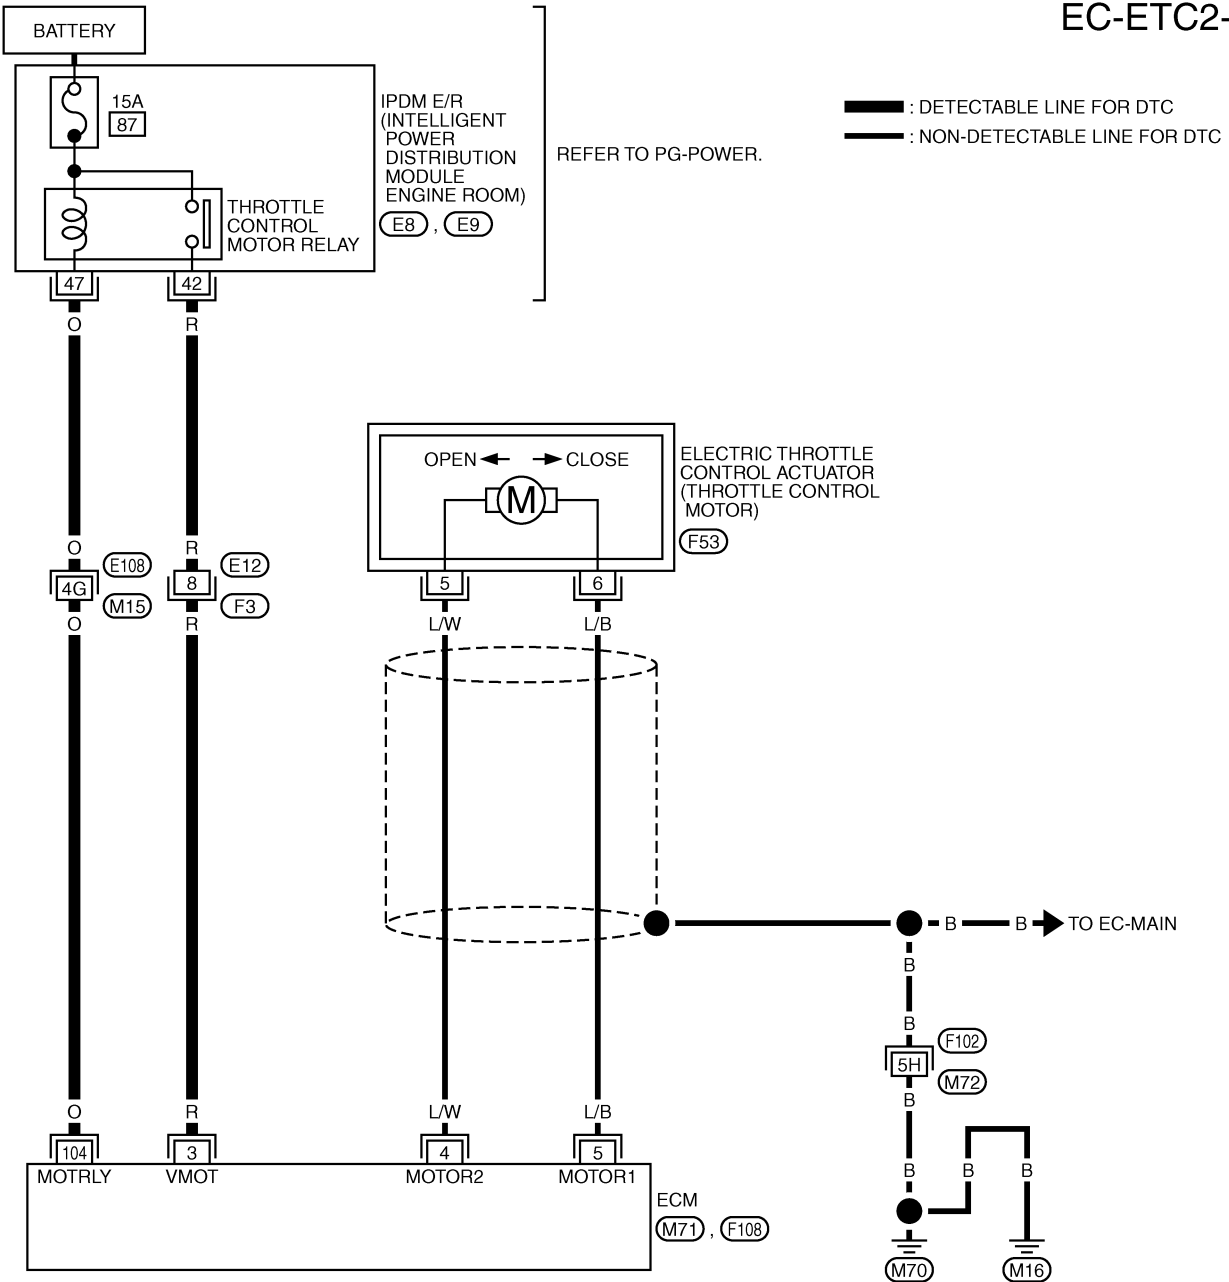 EC-ETC2-
BATTERY
15A
87
IPDM E/R
(INTELLIGENT
POWER
DISTRIBUTION
MODULE
ENGINE ROOM)
E8 , E9
REFER TO PG-POWER.
: DETECTABLE LINE FOR DTC
: NON-DETECTABLE LINE FOR DTC
THROTTLE
CONTROL
MOTOR RELAY
47 42
O R
OPEN CLOSE
M
ELECTRIC THROTTLE
CONTROL ACTUATOR
(THROTTLE CONTROL
MOTOR)
F53
O R
E108 E12
4G 8 5 6
M15 F3
O R L/W L/B
B B TO EC-MAIN
B
B
F102
5H
M72
B
O R L/W L/B
104 3 4 5
MOTRLY VMOT MOTOR2 MOTOR1
B B B
ECM
M71 , F108
M70 M16